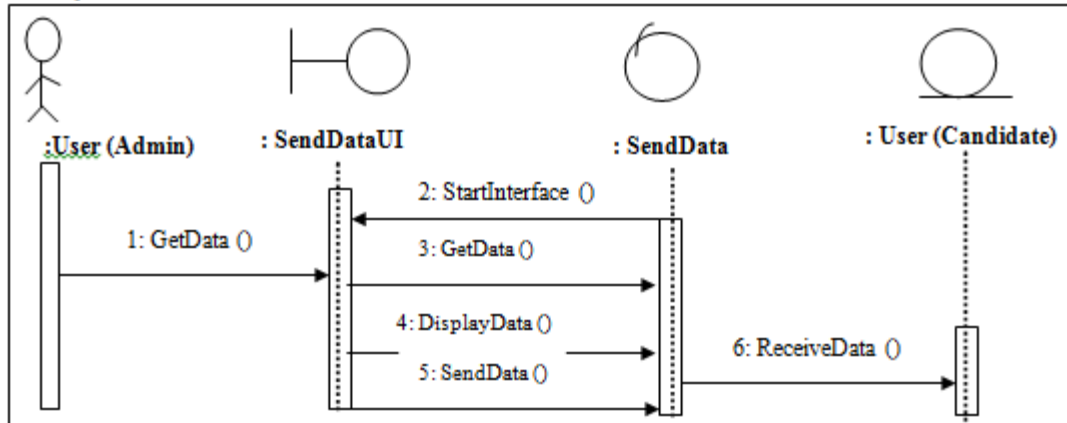 :User (Admin)
: SendDataUI
: SendData
: User (Candidate)
2: StartInterface ()
1: GetData ()
3: GetData ()
4: DisplayData ()
5: SendData ()
6: ReceiveData ()